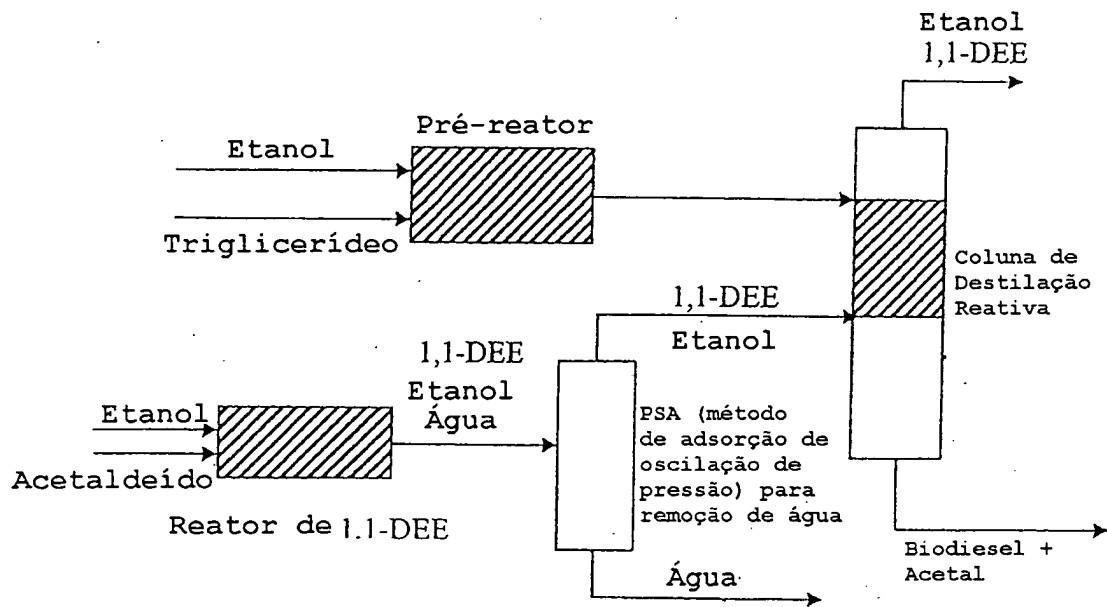 Etanol
1,1-DEE
Pré-reator
Etanol
Triglicerídeo
Coluna de
Destilação
Reativa
1,1-DEE
Etanol
1,1-DEE
Etanol
Água
Etanol
Acetaldeído
Reator de 1.1-DEE
PSA (método
de adsorção de
oscilação de
pressão) para
remoção de água
Água
Biodiesel +
Acetal